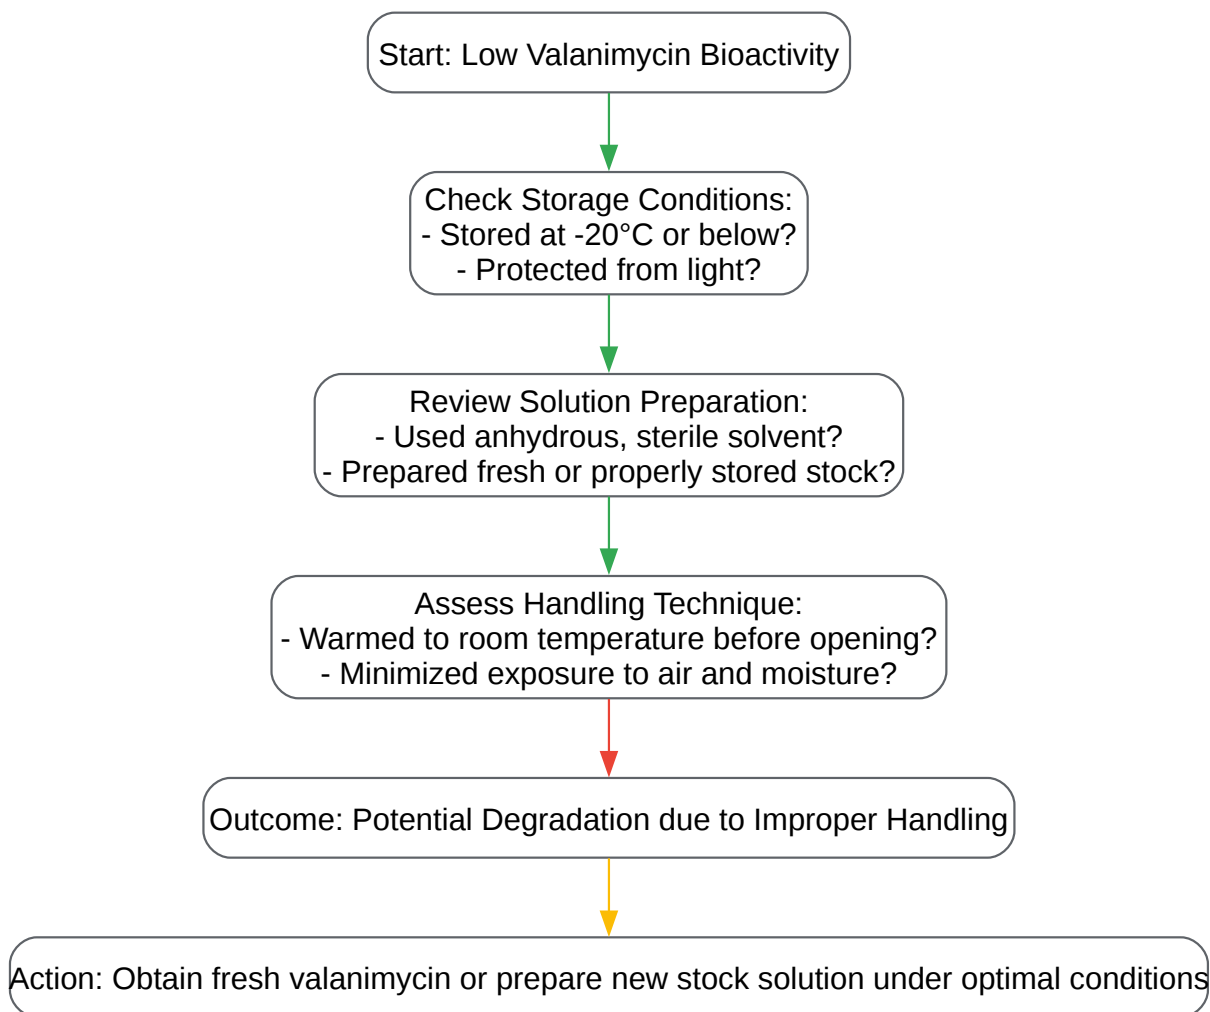 Start: Low Valanimycin Bioactivity
Check Storage Conditions:
- Stored at -20°C or below?
- Protected from light?
Review Solution Preparation:
- Used anhydrous, sterile solvent?
- Prepared fresh or properly stored stock?
Assess Handling Technique:
- Warmed to room temperature before opening?
- Minimized exposure to air and moisture?
Outcome: Potential Degradation due to Improper Handling
Action: Obtain fresh valanimycin or prepare new stock solution under optimal conditions